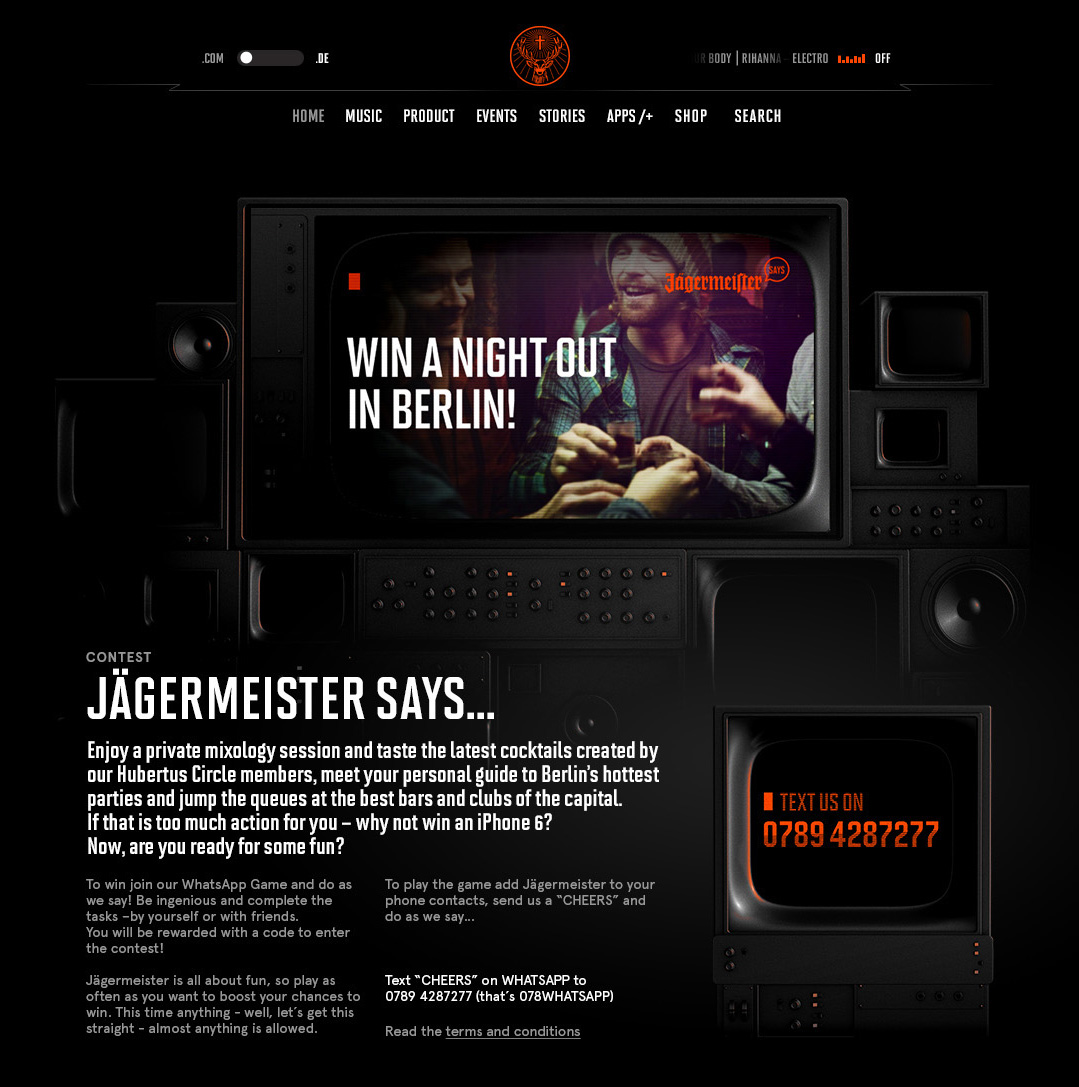 .COM
.DE
BODY | RIHANNA
ELECTRO
OFF
HOME MUSIC PRODUCT EVENTS STORIES APPS /+ SHOP SEARCH
Jägermeister SAYS
WIN A NIGHT OUT
IN BERLIN!
CONTEST
JÄGERMEISTER SAYS...
Enjoy a private mixology session and taste the latest cocktails created by
our Hubertus Circle members, meet your personal guide to Berlin's hottest
parties and jump the queues at the best bars and clubs of the capital.
If that is too much action for you – why not win an iPhone 6?
Now, are you ready for some fun?
To win join our WhatsApp Game and do as
we say! Be ingenious and complete the
tasks –by yourself or with friends.
You will be rewarded with a code to enter
the contest!
Jägermeister is all about fun, so play as
often as you want to boost your chances to
win. This time anything - well, let´s get this
straight - almost anything is allowed.
To play the game add Jägermeister to your
phone contacts, send us a “CHEERS” and
do as we say...
Text “CHEERS” on WHATSAPP to
0789 4287277 (that´s 078WHATSAPP)
Read the terms and conditions
TEXT US ON
0789 4287277